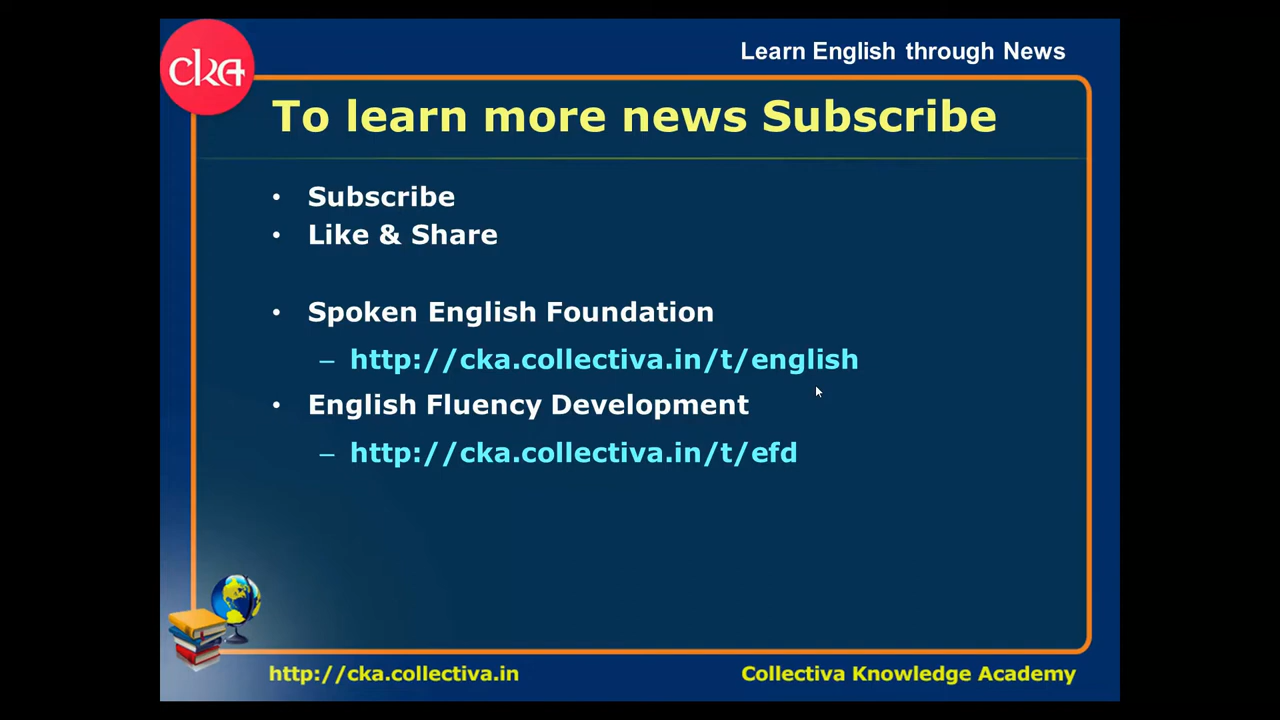 cka
Learn English through News
To learn more news Subscribe
• Subscribe
• Like & Share
• Spoken English Foundation
– http://cka.collectiva.in/t/english
• English Fluency Development
– http://cka.collectiva.in/t/efd
http://cka.collectiva.in
Collectiva Knowledge Academy